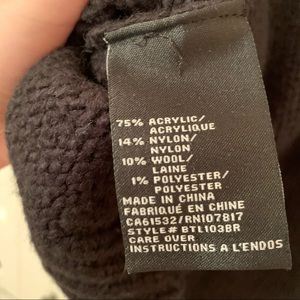 75% ACRYLIC/
ACRYLIQUE
14% NYLON/
NYLON
10% WOOL/
LAINE
1% POLYESTER/
POLYESTER
MADE IN CHINA
FABRIQUÉ EN CHINE
CA61532/RN107817
STYLE# BTL103BR
CARE OVER
INSTRUCTIONS A L'ENDOS